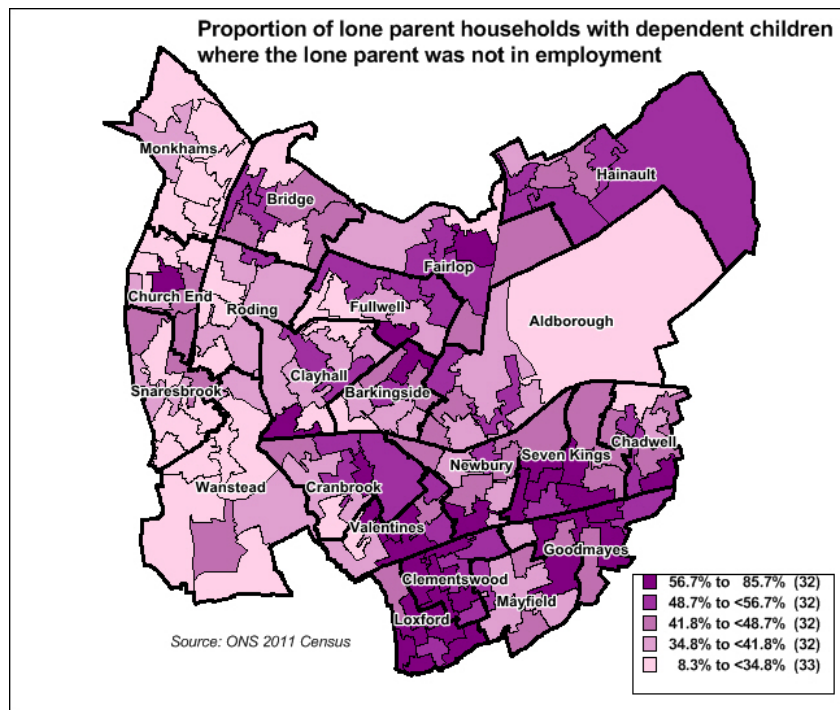 Proportion of lone parent households with dependent children
where the lone parent was not in employment
Monkhams
Hainault
Bridge
Fairlop
Church End
Roding
Fullwell
Aldborough
Clayhall
Snaresbrook
Barkingside
Chadwell
Seven Kings
Newbury
Wanstead
Cranbrook
Valentines
Goodmayes
Clementswood
Mayfield
Loxford
56.7% to 85.7% (32)
48.7% to <56.7% (32)
41.8% to <48.7% (32)
34.8% to <41.8% (32)
8.3% to <34.8% (33)
Source: ONS 2011 Census